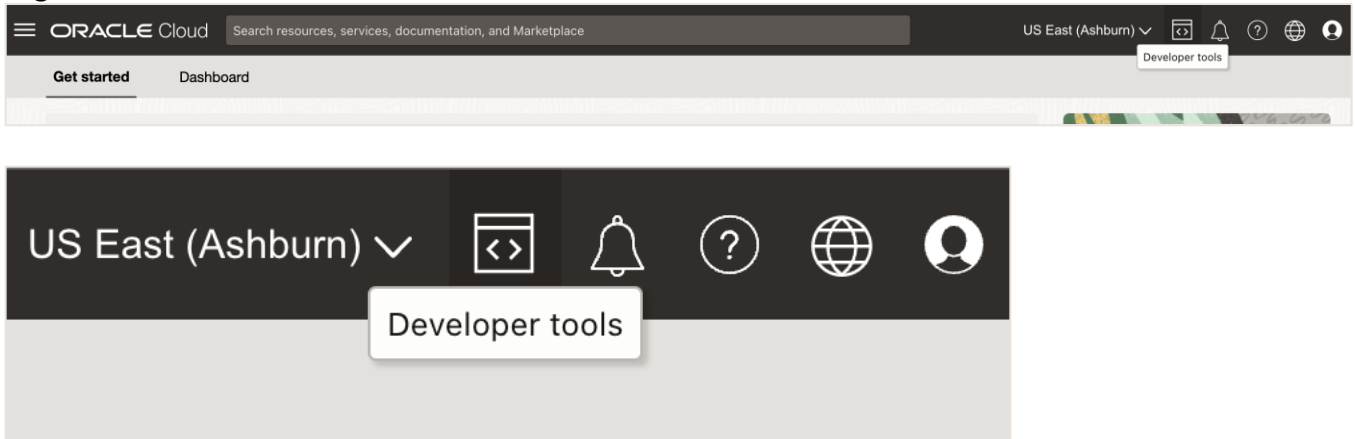 ORACLE Cloud Search resources, services, documentation, and Marketplace US East (Ashburn)
Developer tools
Get started Dashboard
US East (Ashburn)
Developer tools